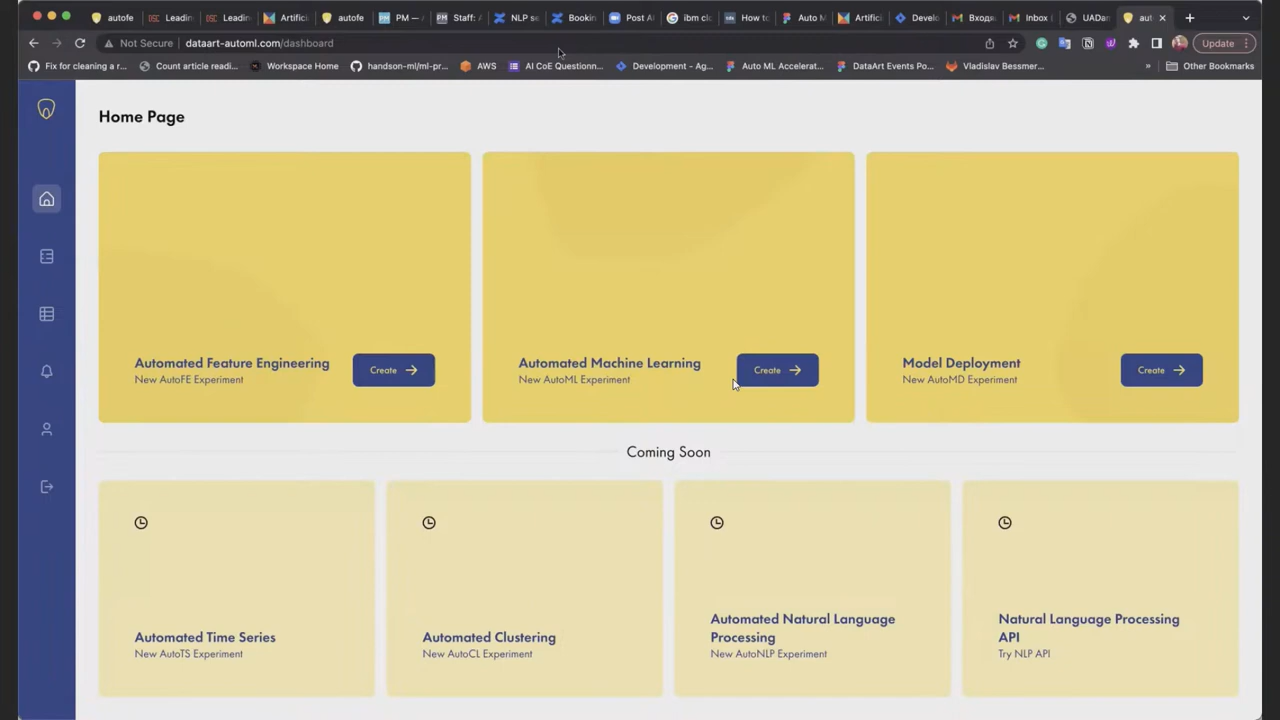 autofe
Leadin
Leadin
Artifici
autofe
PM —
Staff: A
NLP se
Bookin
Post A
ibm clo
How to
Auto M
Artific
Develo
Входя
Inbox (
UADar
aut
Not Secure
dataart-automl.com/dashboard
Update
Fix for cleaning a r...
Count article readi...
Workspace Home
handson-ml/ml-pr...
AWS
AI CoE Questionn...
Development - Ag...
Auto ML Accelerat...
DataArt Events Po...
Vladislav Bessmer...
»
Other Bookmarks
Home Page
Automated Feature Engineering
New AutoFE Experiment
Create
Automated Machine Learning
New AutoML Experiment
Create
Model Deployment
New AutoMD Experiment
Create
Coming Soon
Automated Time Series
New AutoTS Experiment
Automated Clustering
New AutoCL Experiment
Automated Natural Language
Processing
New AutoNLP Experiment
Natural Language Processing
API
Try NLP API